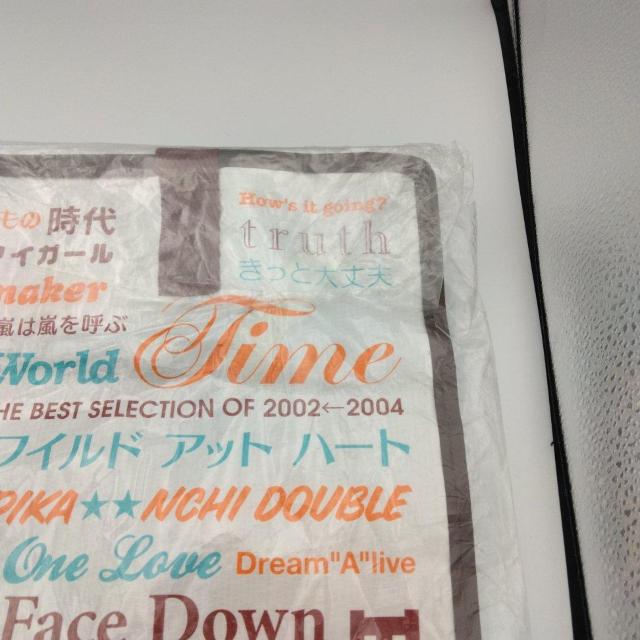 How's it going?
もの 時代
truth
イガール
きっと大丈夫
maker
嵐は嵐を呼ぶ
Time
World
HE BEST SELECTION OF 2002←2004
ワイルド アット ハート
PIKA★★NCHI DOUBLE
One Love Dream"A"live
Face Down